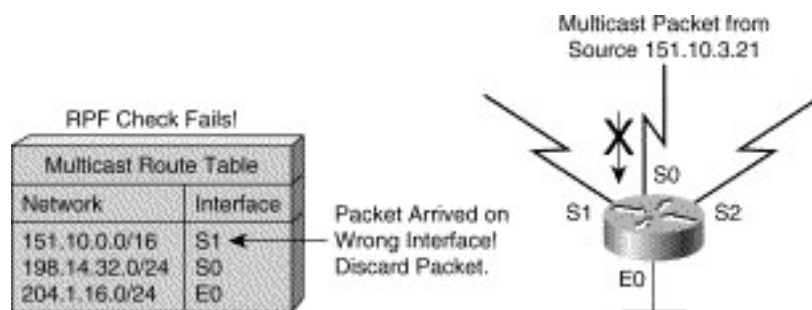 Multicast Packet from
Source 151.10.3.21
RPF Check Fails!
Multicast Route Table
Network Interface
151.10.0.0/16 S1
198.14.32.0/24 S0
204.1.16.0/24 E0
Packet Arrived on
Wrong Interface!
Discard Packet.
X
S0
S1
S2
E0